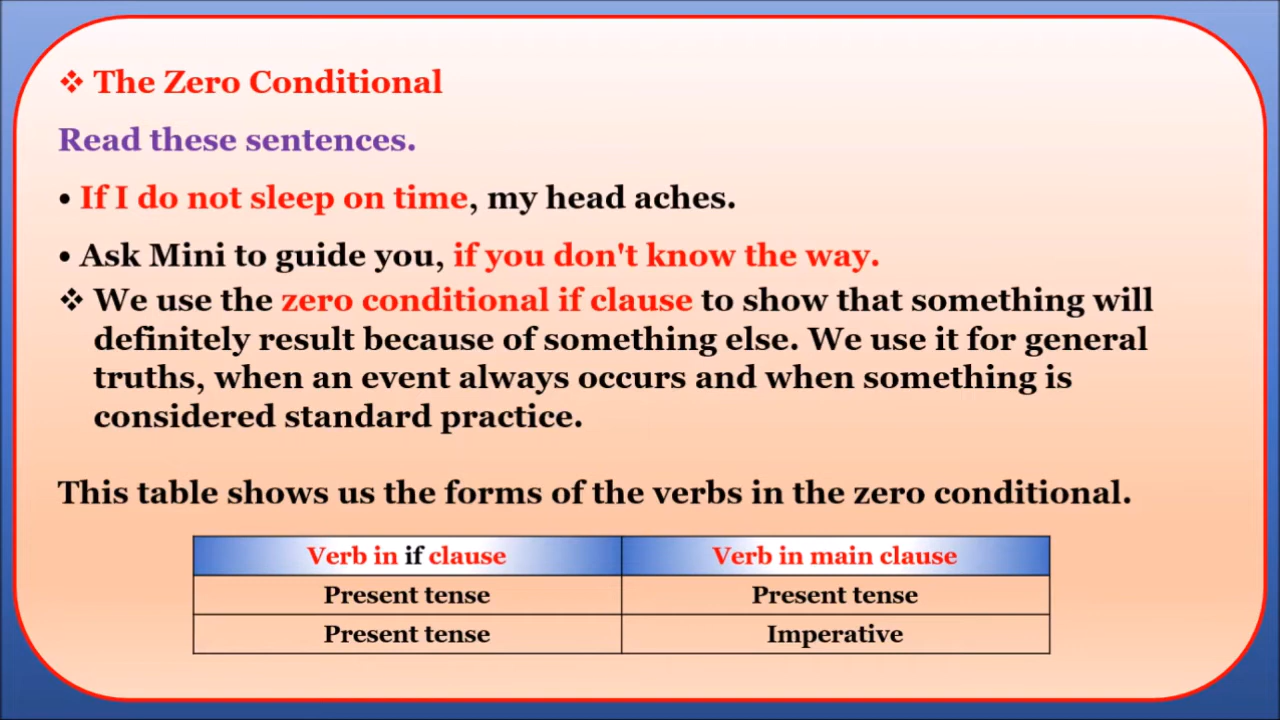 ❖ The Zero Conditional
Read these sentences.
• If I do not sleep on time, my head aches.
• Ask Mini to guide you, if you don't know the way.
❖ We use the zero conditional if clause to show that something will
definitely result because of something else. We use it for general
truths, when an event always occurs and when something is
considered standard practice.
This table shows us the forms of the verbs in the zero conditional.
Verb in if clause Verb in main clause
Present tense Present tense
Present tense Imperative